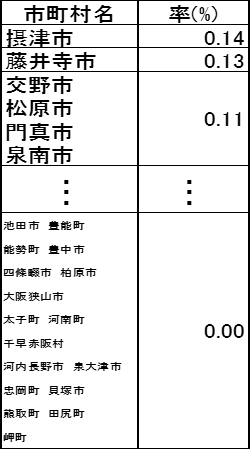 市町村名 率(%)
摂津市 0.14
藤井寺市 0.13
交野市
松原市
門真市
泉南市
0.11
⋮ ⋮
池田市 豊能町
能勢町 豊中市
四條畷市 柏原市
大阪狭山市
太子町 河南町
千早赤阪村
河内長野市 泉大津市
忠岡町 貝塚市
熊取町 田尻町
岬町
0.00